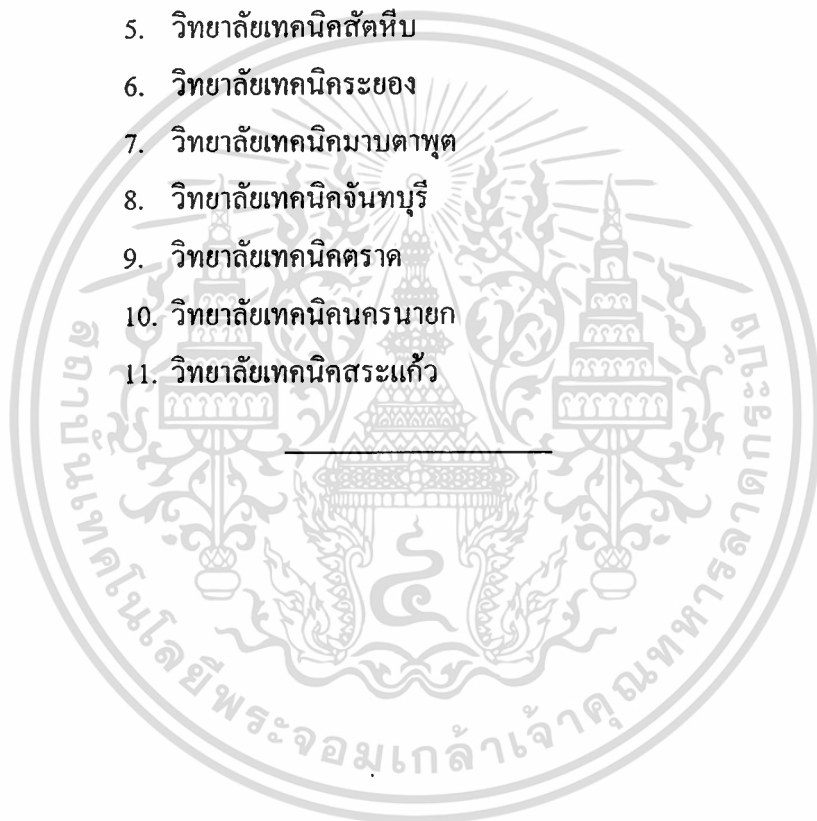 5. วิทยาลัยเทคนิคสัตหีบ
6. วิทยาลัยเทคนิคระยอง
7. วิทยาลัยเทคนิคมาบตาพุต
8. วิทยาลัยเทคนิคจันทบุรี
9. วิทยาลัยเทคนิคตราด
10. วิทยาลัยเทคนิคนครนายก
11. วิทยาลัยเทคนิคสระแก้ว
สถาบันเทคโนโลยีพระจอมเกล้าเจ้าคุณทหารลาดกระบัง